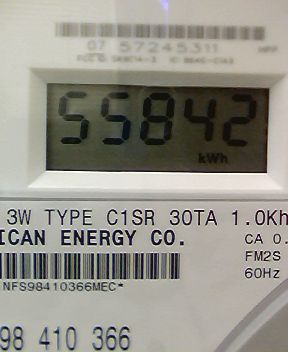 07 57245311
55842
kWh
3W TYPE C1SR 30TA 1.0Kh
ICAN ENERGY CO.
CA 0.
FM2S
60Hz
*NFS98410366MEC*
98 410 366